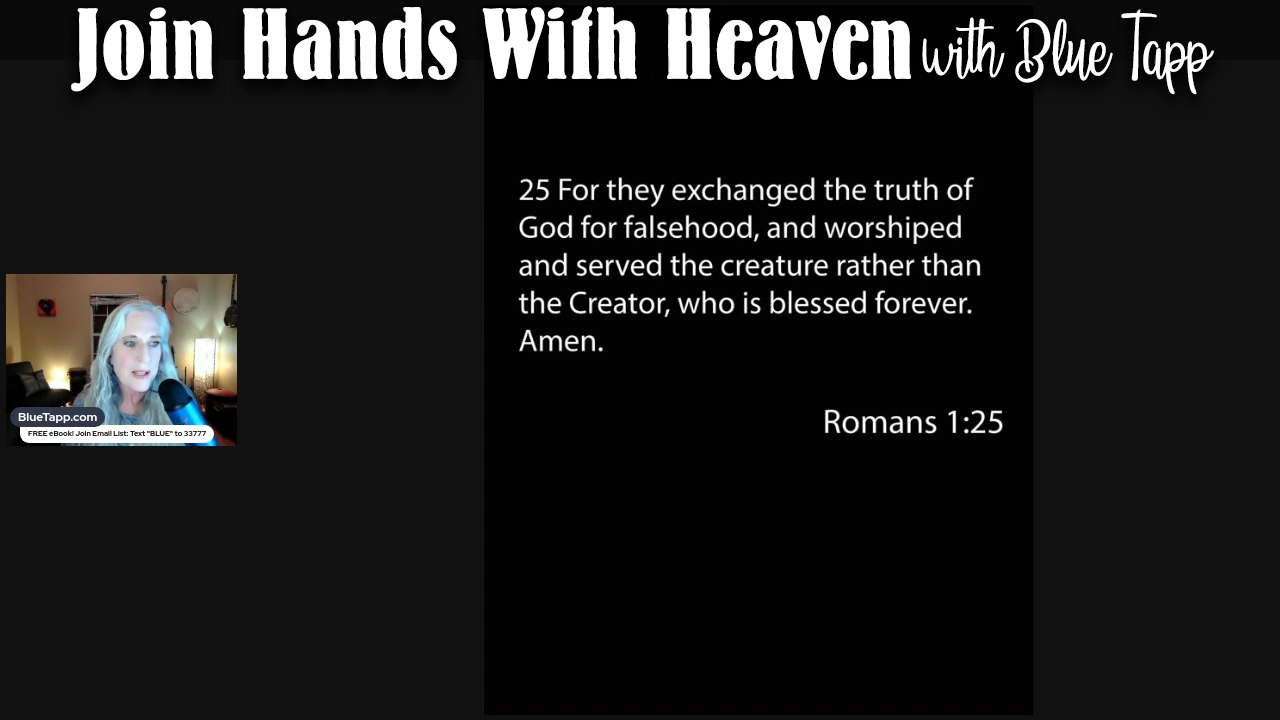 Join Hands With Heaven with Blue Tapp
25 For they exchanged the truth of
God for falsehood, and worshiped
and served the creature rather than
the Creator, who is blessed forever.
Amen.
Romans 1:25
BlueTapp.com
FREE eBook! Join Email List: Text "BLUE" to 33777